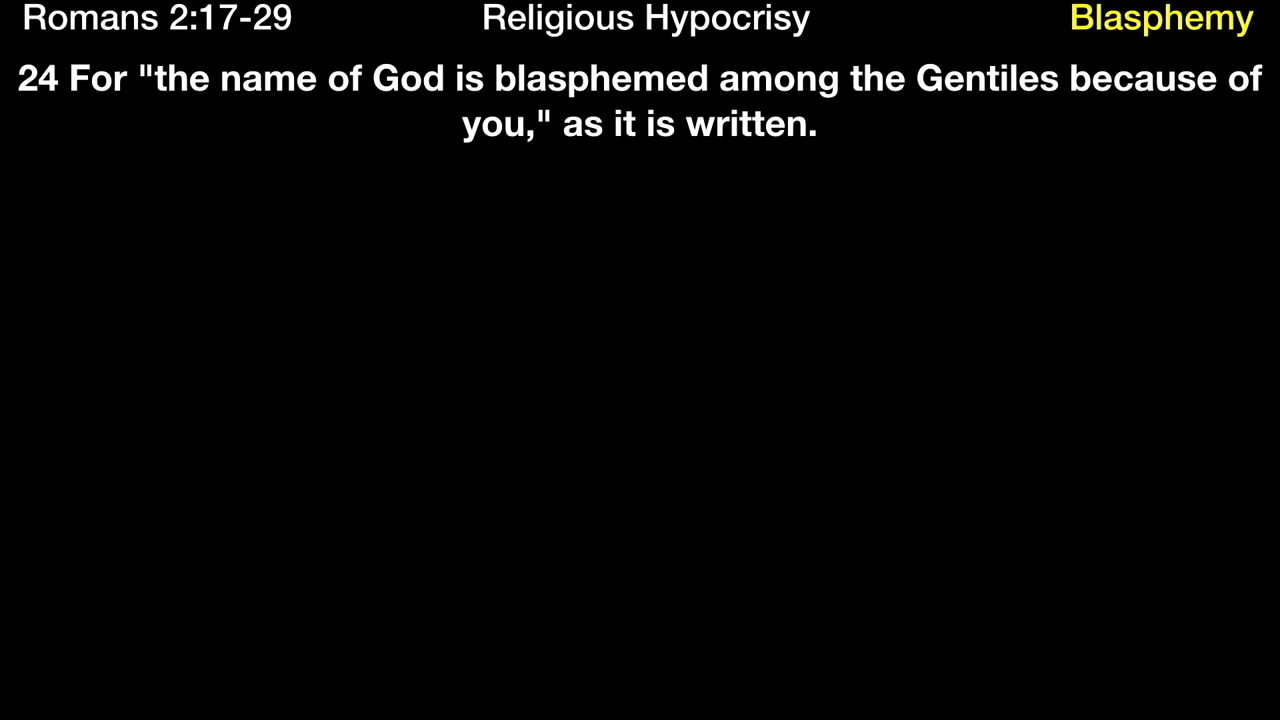 Romans 2:17-29 Religious Hypocrisy Blasphemy
24 For "the name of God is blasphemed among the Gentiles because of
you," as it is written.